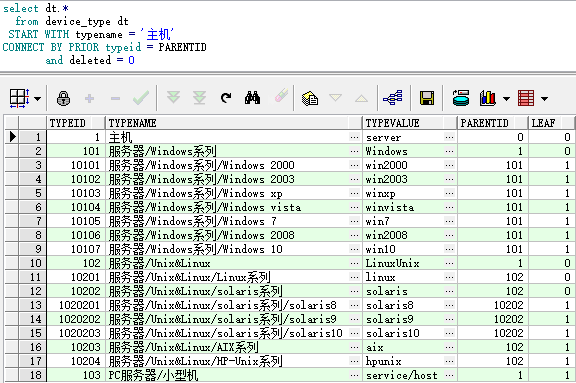 select dt.*
from device_type dt
START WITH typename = '主机'
CONNECT BY PRIOR typeid = PARENTID
and deleted = 0
TYPEID TYPENAME TYPEVALUE PARENTID LEAF
1 1 主机 ... server ... 0 0
2 101 服务器/Windows系列 ... Windows ... 1 0
3 10101 服务器/Windows系列/Windows 2000 ... win2000 ... 101 1
4 10102 服务器/Windows系列/Windows 2003 ... win2003 ... 101 1
5 10103 服务器/Windows系列/Windows xp ... winxp ... 101 1
6 10104 服务器/Windows系列/Windows vista ... winvista ... 101 1
7 10105 服务器/Windows系列/Windows 7 ... win7 ... 101 1
8 10106 服务器/Windows系列/Windows 2008 ... win2008 ... 101 1
9 10107 服务器/Windows系列/Windows 10 ... win10 ... 101 1
10 102 服务器/Unix&Linux ... LinuxUnix ... 1 0
11 10201 服务器/Unix&Linux/Linux系列 ... linux ... 102 1
12 10202 服务器/Unix&Linux/solaris系列 ... solaris ... 102 0
13 1020201 服务器/Unix&Linux/solaris系列/solaris8 ... solaris8 ... 10202 1
14 1020202 服务器/Unix&Linux/solaris系列/solaris9 ... solaris9 ... 10202 1
15 1020203 服务器/Unix&Linux/solaris系列/solaris10 ... solaris10 ... 10202 1
16 10203 服务器/Unix&Linux/AIX系列 ... aix ... 102 1
17 10204 服务器/Unix&Linux/HP-Unix系列 ... hpunix ... 102 1
18 103 PC服务器/小型机 ... service/host ... 1 1